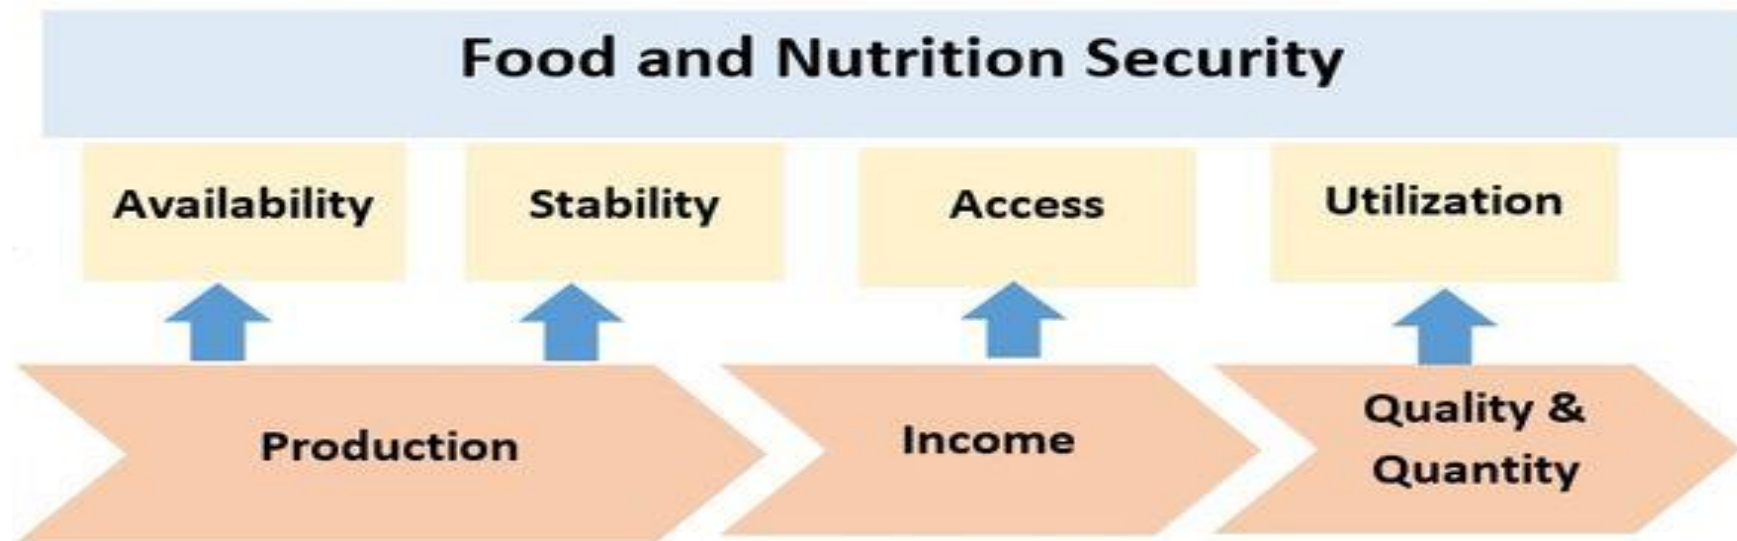 Food and Nutrition Security
Availability
Stability
Access
Utilization
Production
Income
Quality &
Quantity